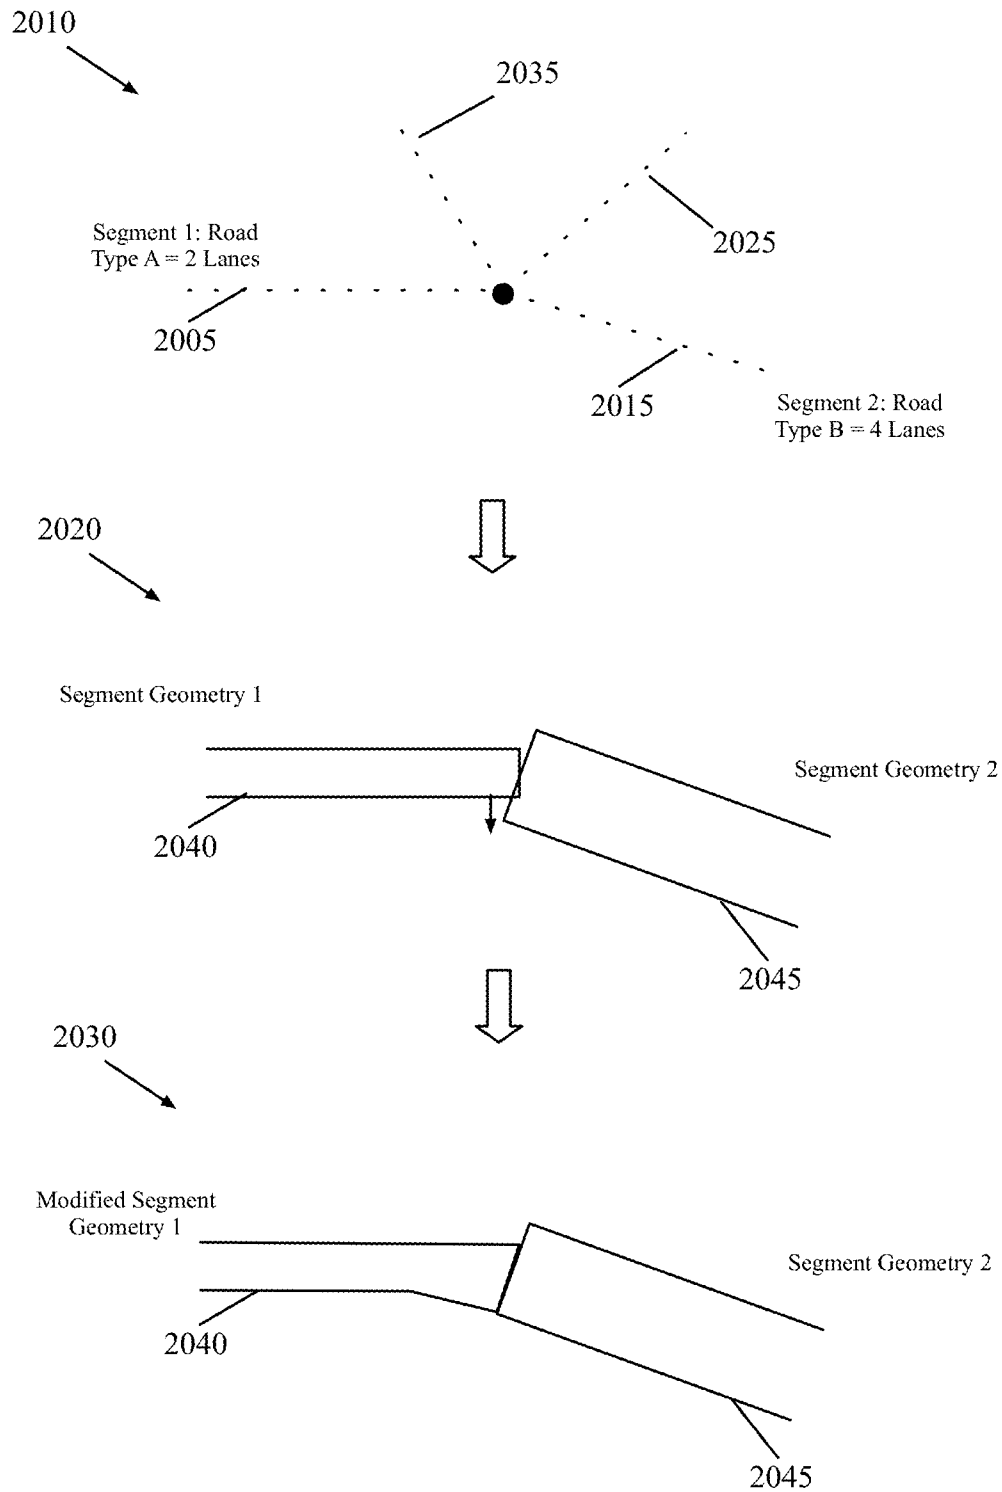 2010
2035
2025
Segment 1: Road
Type A = 2 Lanes
2005
2015
Segment 2: Road
Type B = 4 Lanes
2020
Segment Geometry 1
Segment Geometry 2
2040
2045
2030
Modified Segment
Geometry 1
Segment Geometry 2
2040
2045